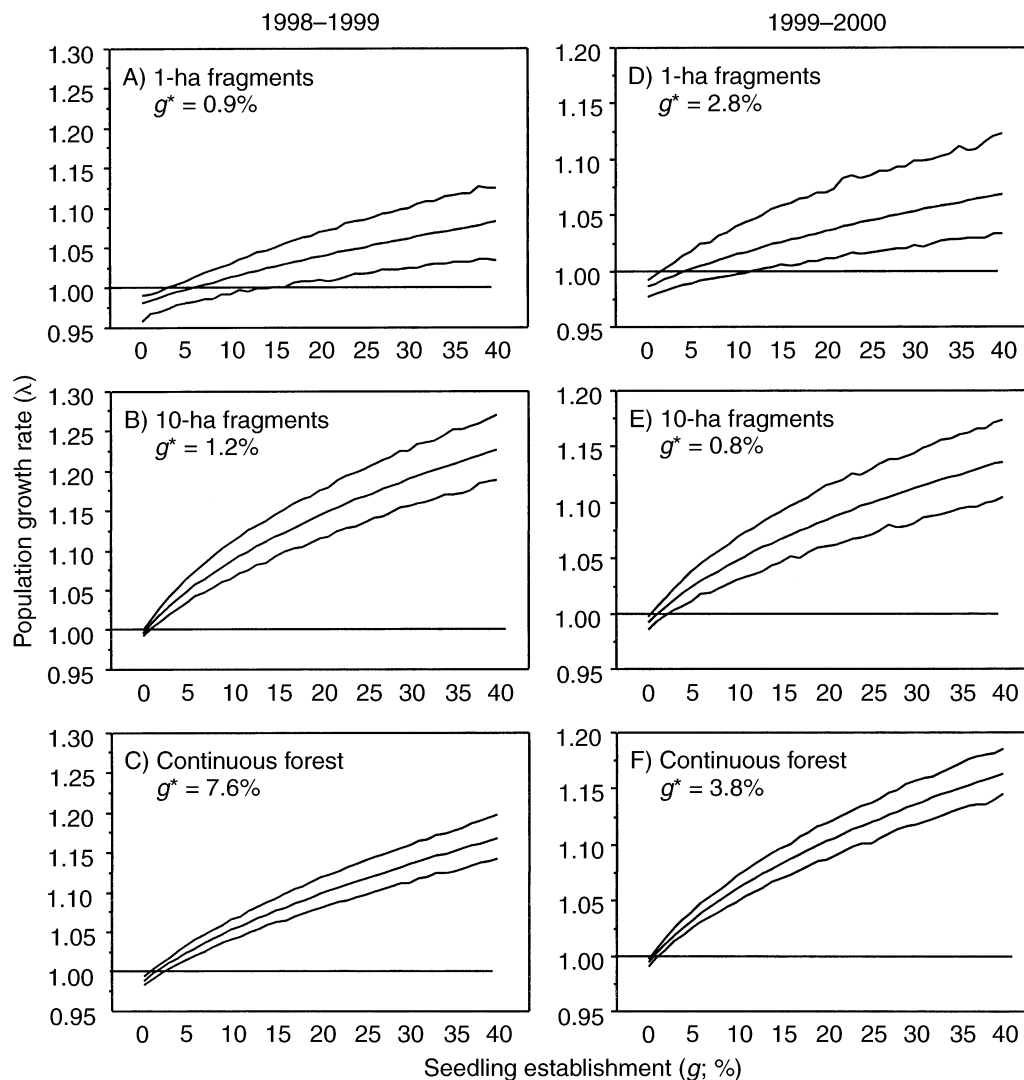 1998–1999
1999–2000
Population growth rate (λ)
A) 1-ha fragments
g* = 0.9%
1.30
1.25
1.20
1.15
1.10
1.05
1.00
0.95
0 5 10 15 20 25 30 35 40
D) 1-ha fragments
g* = 2.8%
1.20
1.15
1.10
1.05
1.00
0.95
0 5 10 15 20 25 30 35 40
B) 10-ha fragments
g* = 1.2%
1.30
1.25
1.20
1.15
1.10
1.05
1.00
0.95
0 5 10 15 20 25 30 35 40
E) 10-ha fragments
g* = 0.8%
1.20
1.15
1.10
1.05
1.00
0.95
0 5 10 15 20 25 30 35 40
C) Continuous forest
g* = 7.6%
1.30
1.25
1.20
1.15
1.10
1.05
1.00
0.95
0 5 10 15 20 25 30 35 40
F) Continuous forest
g* = 3.8%
1.20
1.15
1.10
1.05
1.00
0.95
0 5 10 15 20 25 30 35 40
Seedling establishment (g; %)